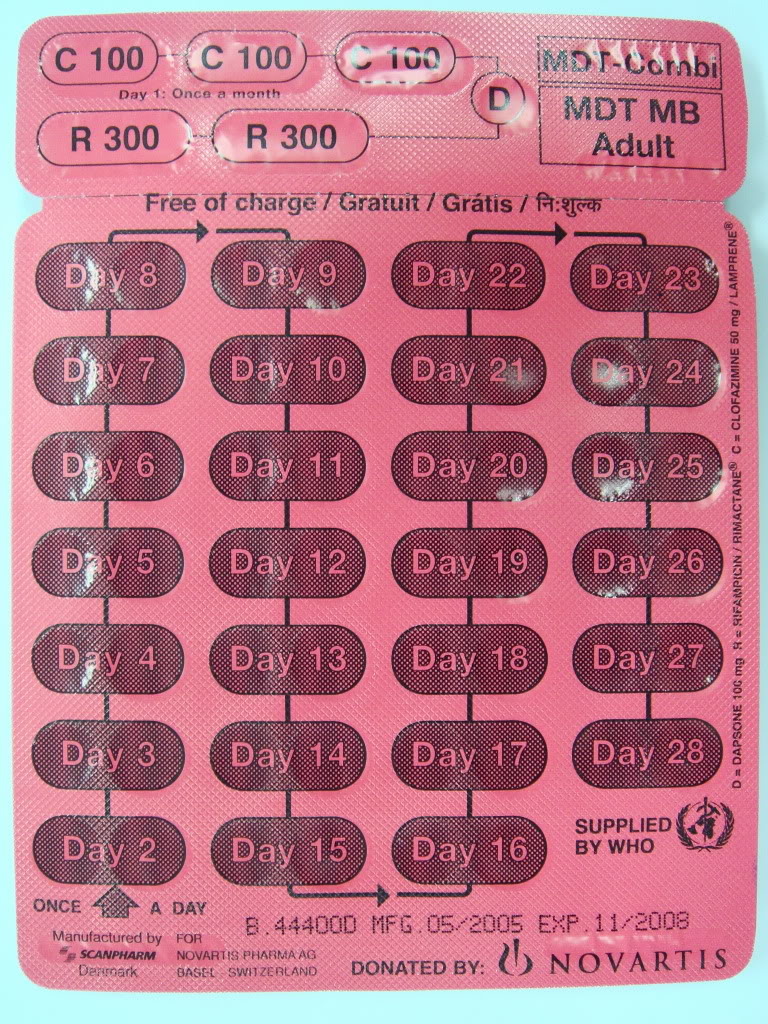 C 100 C 100 C 100
Day 1: Once a month
R 300 R 300
D
MDT-Combi
MDT MB
Adult
Free of charge / Gratuit / Grátis / नि:शुल्क
Day 8 Day 9 Day 22 Day 23
Day 7 Day 10 Day 21 Day 24
Day 6 Day 11 Day 20 Day 25
Day 5 Day 12 Day 19 Day 26
Day 4 Day 13 Day 18 Day 27
Day 3 Day 14 Day 17 Day 28
Day 2 Day 15 Day 16
D = DAPSONE 100 mg R = RIFAMPICIN / RIMACTANE® C = CLOFAZIMINE 50 mg / LAMPRENE®
SUPPLIED
BY WHO
ONCE A DAY
B.44400D MFG.05/2005 EXP.11/2008
Manufactured by
SCANPHARM
Denmark
FOR
NOVARTIS PHARMA AG
BASEL SWITZERLAND
DONATED BY: NOVARTIS